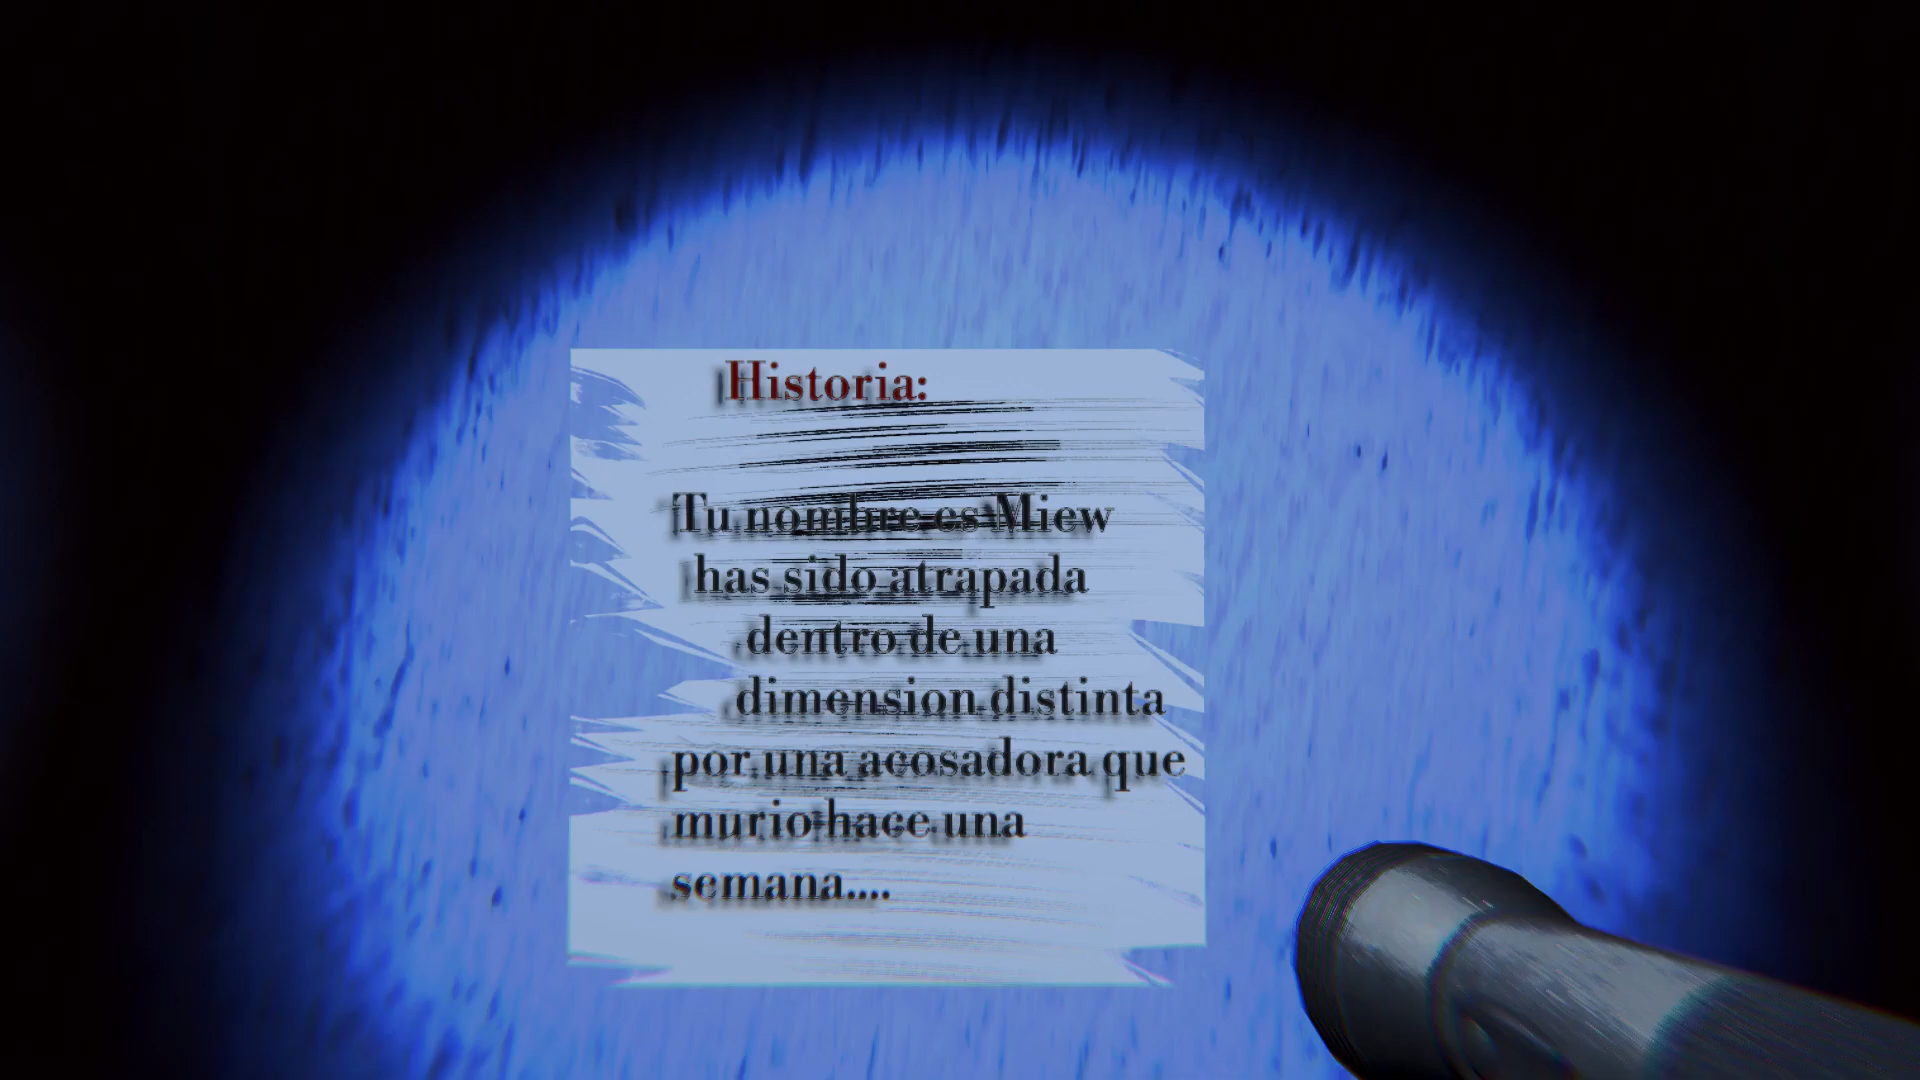 Historia:
Tu nombre es Miew
has sido atrapada
dentro de una
dimension distinta
por una acosadora que
murio hace una
semana....